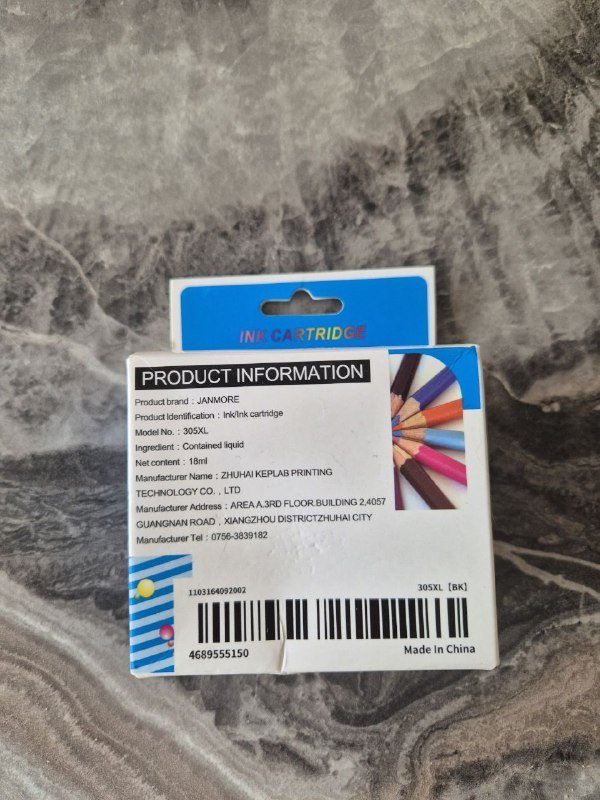 INK CARTRIDGE
PRODUCT INFORMATION
Product brand : JANMORE
Product Identification : Ink/Ink cartridge
Model No. : 305XL
Ingredient : Contained liquid
Net content : 18ml
Manufacturer Name : ZHUHAI KEPLAB PRINTING
TECHNOLOGY CO. , LTD
Manufacturer Address : AREA A.3RD FLOOR.BUILDING 2,4057
GUANGNAN ROAD , XIANGZHOU DISTRICTZHUHAI CITY
Manufacturer Tel : 0756-3839182
1103164092002
305XL [BK]
4689555150
Made In China